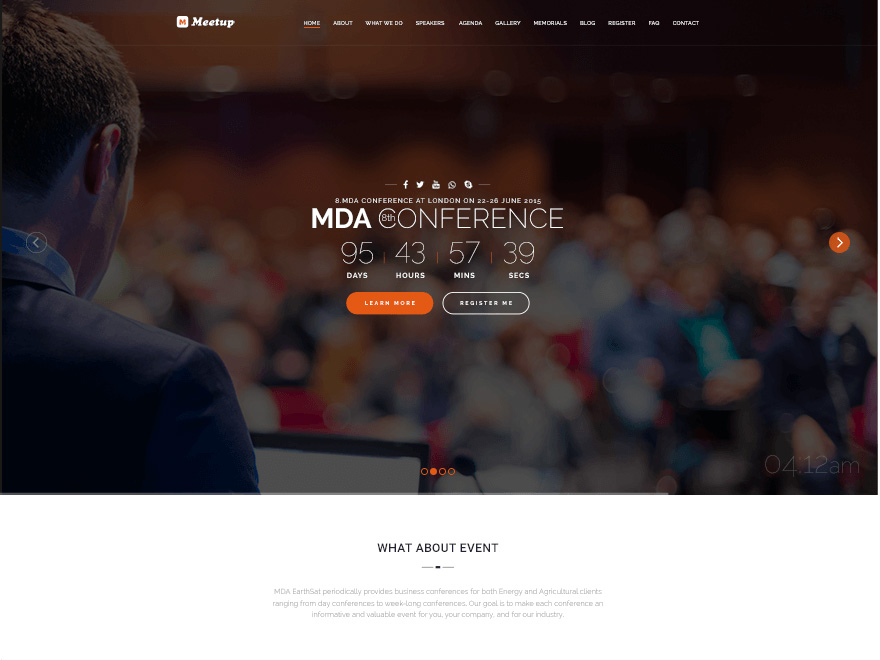 M Meetup
HOME ABOUT WHAT WE DO SPEAKERS AGENDA GALLERY MEMORIALS BLOG REGISTER FAQ CONTACT
8.MDA CONFERENCE AT LONDON ON 22-26 JUNE 2015
MDA 8th CONFERENCE
95 43 57 39
DAYS HOURS MINS SECS
LEARN MORE REGISTER ME
04:12am
WHAT ABOUT EVENT
MDA EarthSat periodically provides business conferences for both Energy and Agricultural clients
ranging from day conferences to week-long conferences. Our goal is to make each conference an
informative and valuable event for you, your company, and for our industry.